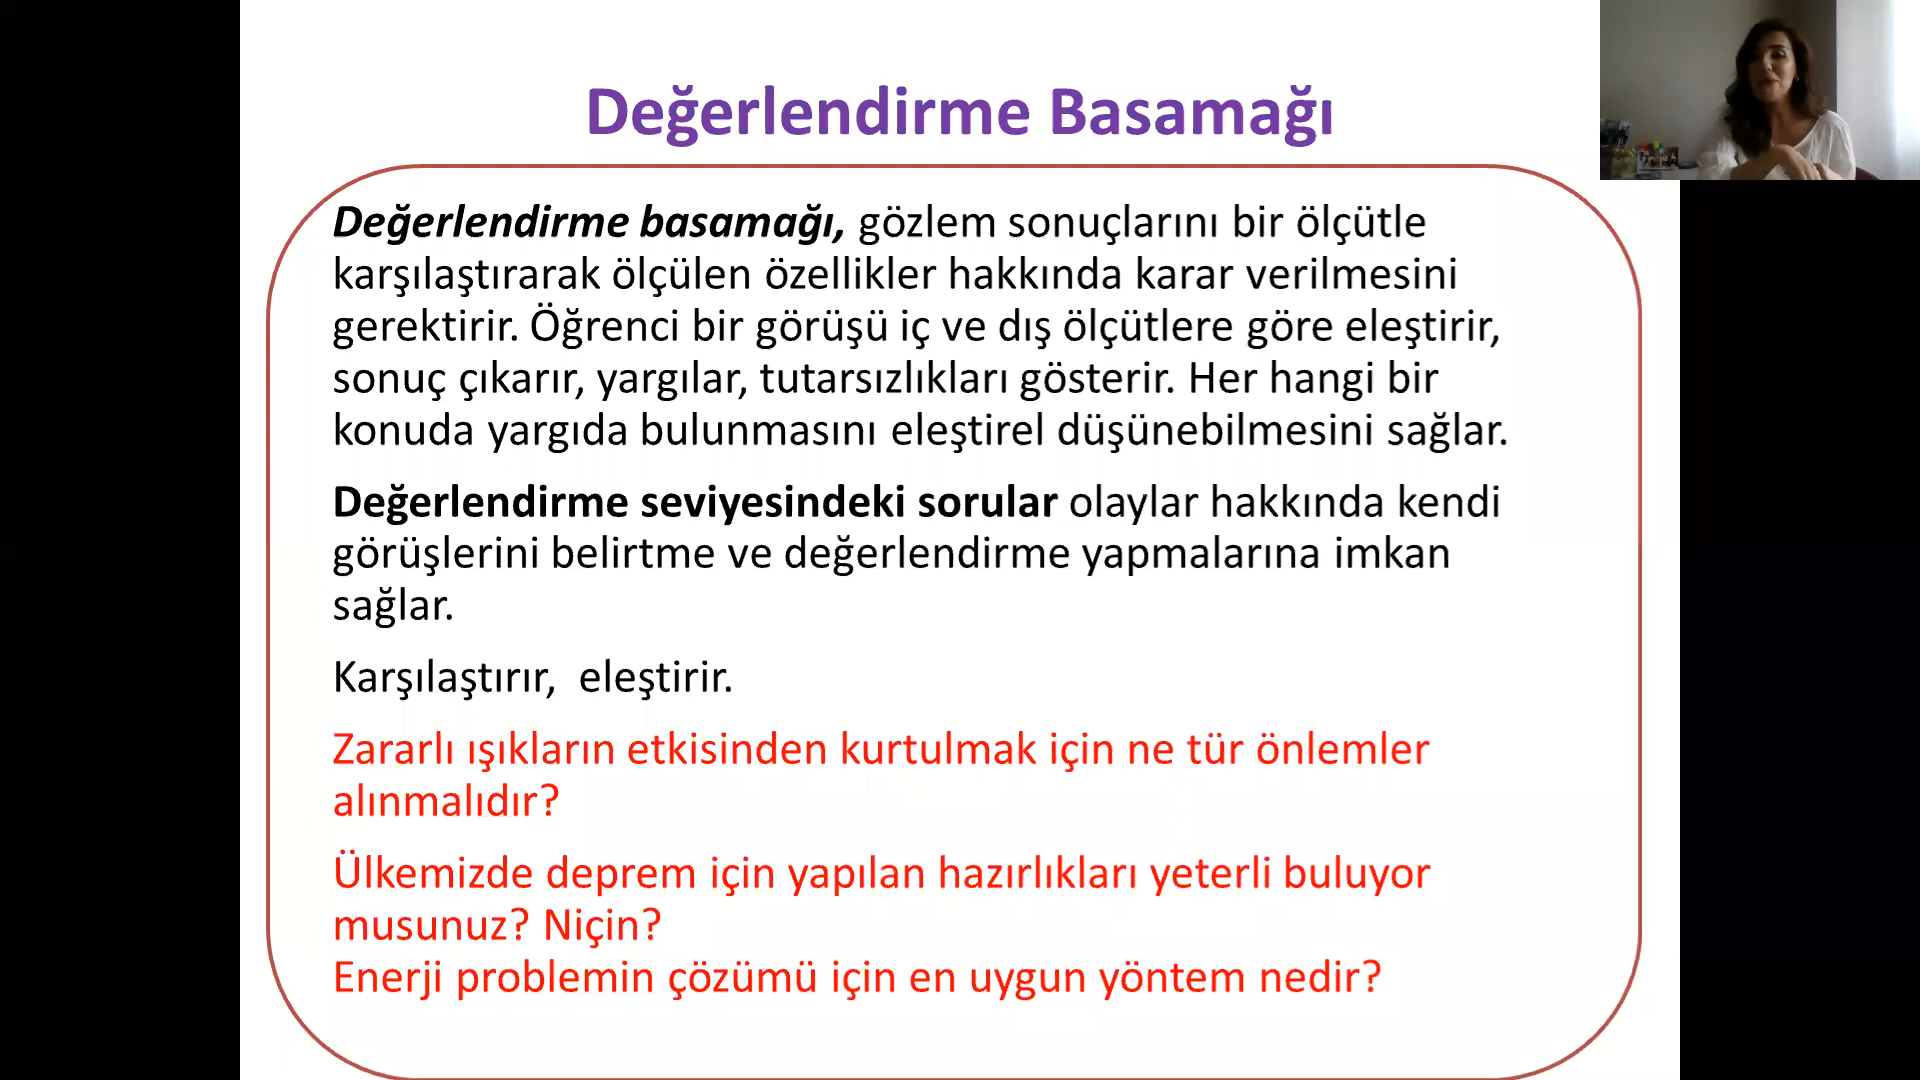 Değerlendirme Basamağı
Değerlendirme basamağı, gözlem sonuçlarını bir ölçütle
karşılaştırarak ölçülen özellikler hakkında karar verilmesini
gerektirir. Öğrenci bir görüşü iç ve dış ölçütlere göre eleştirir,
sonuç çıkarır, yargılar, tutarsızlıkları gösterir. Her hangi bir
konuda yargıda bulunmasını eleştirel düşünebilmesini sağlar.
Değerlendirme seviyesindeki sorular olaylar hakkında kendi
görüşlerini belirtme ve değerlendirme yapmalarına imkan
sağlar.
Karşılaştırır, eleştirir.
Zararlı ışıkların etkisinden kurtulmak için ne tür önlemler
alınmalıdır?
Ülkemizde deprem için yapılan hazırlıkları yeterli buluyor
musunuz? Niçin?
Enerji problemin çözümü için en uygun yöntem nedir?